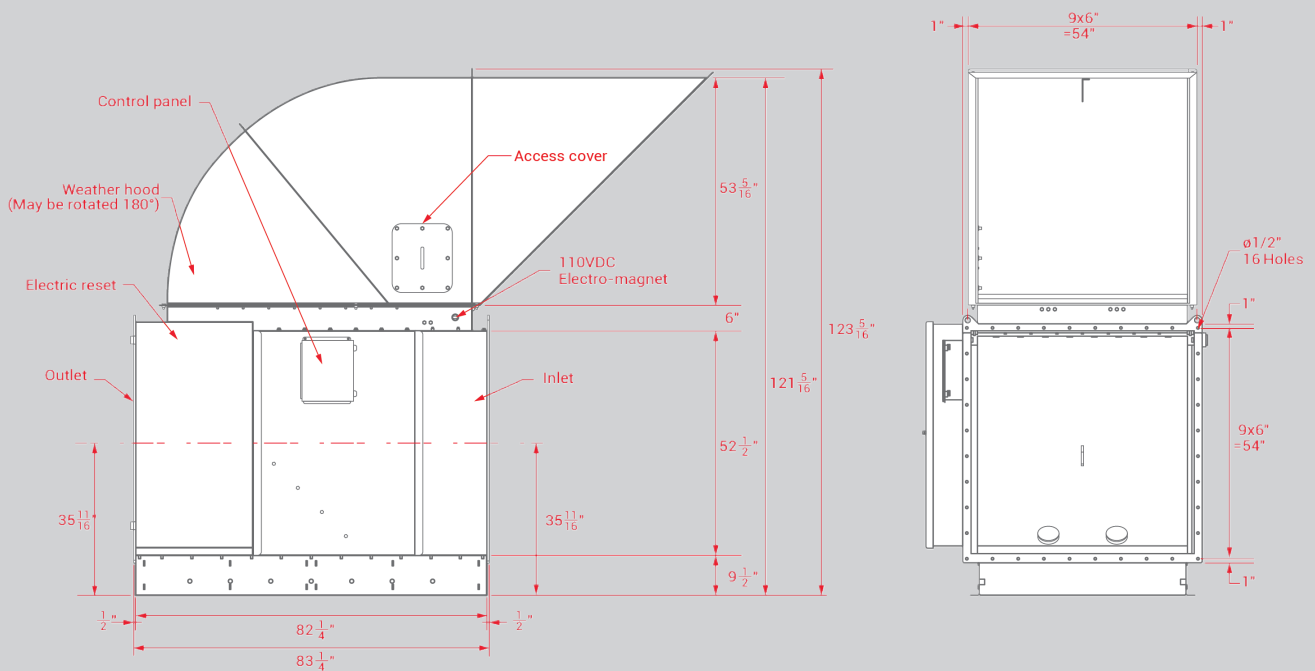 Control panel
Weather hood
(May be rotated 180°)
Electric reset
Outlet
Access cover
110VDC
Electro-magnet
Inlet
53 5/16"
6"
123 5/16"
121 5/16"
52 1/2"
35 11/16"
35 11/16"
9 1/2"
1/2"
82 1/4"
1/2"
83 1/4"
1"
9x6"
=54"
1"
ø1/2"
16 Holes
1"
9x6"
=54"
1"